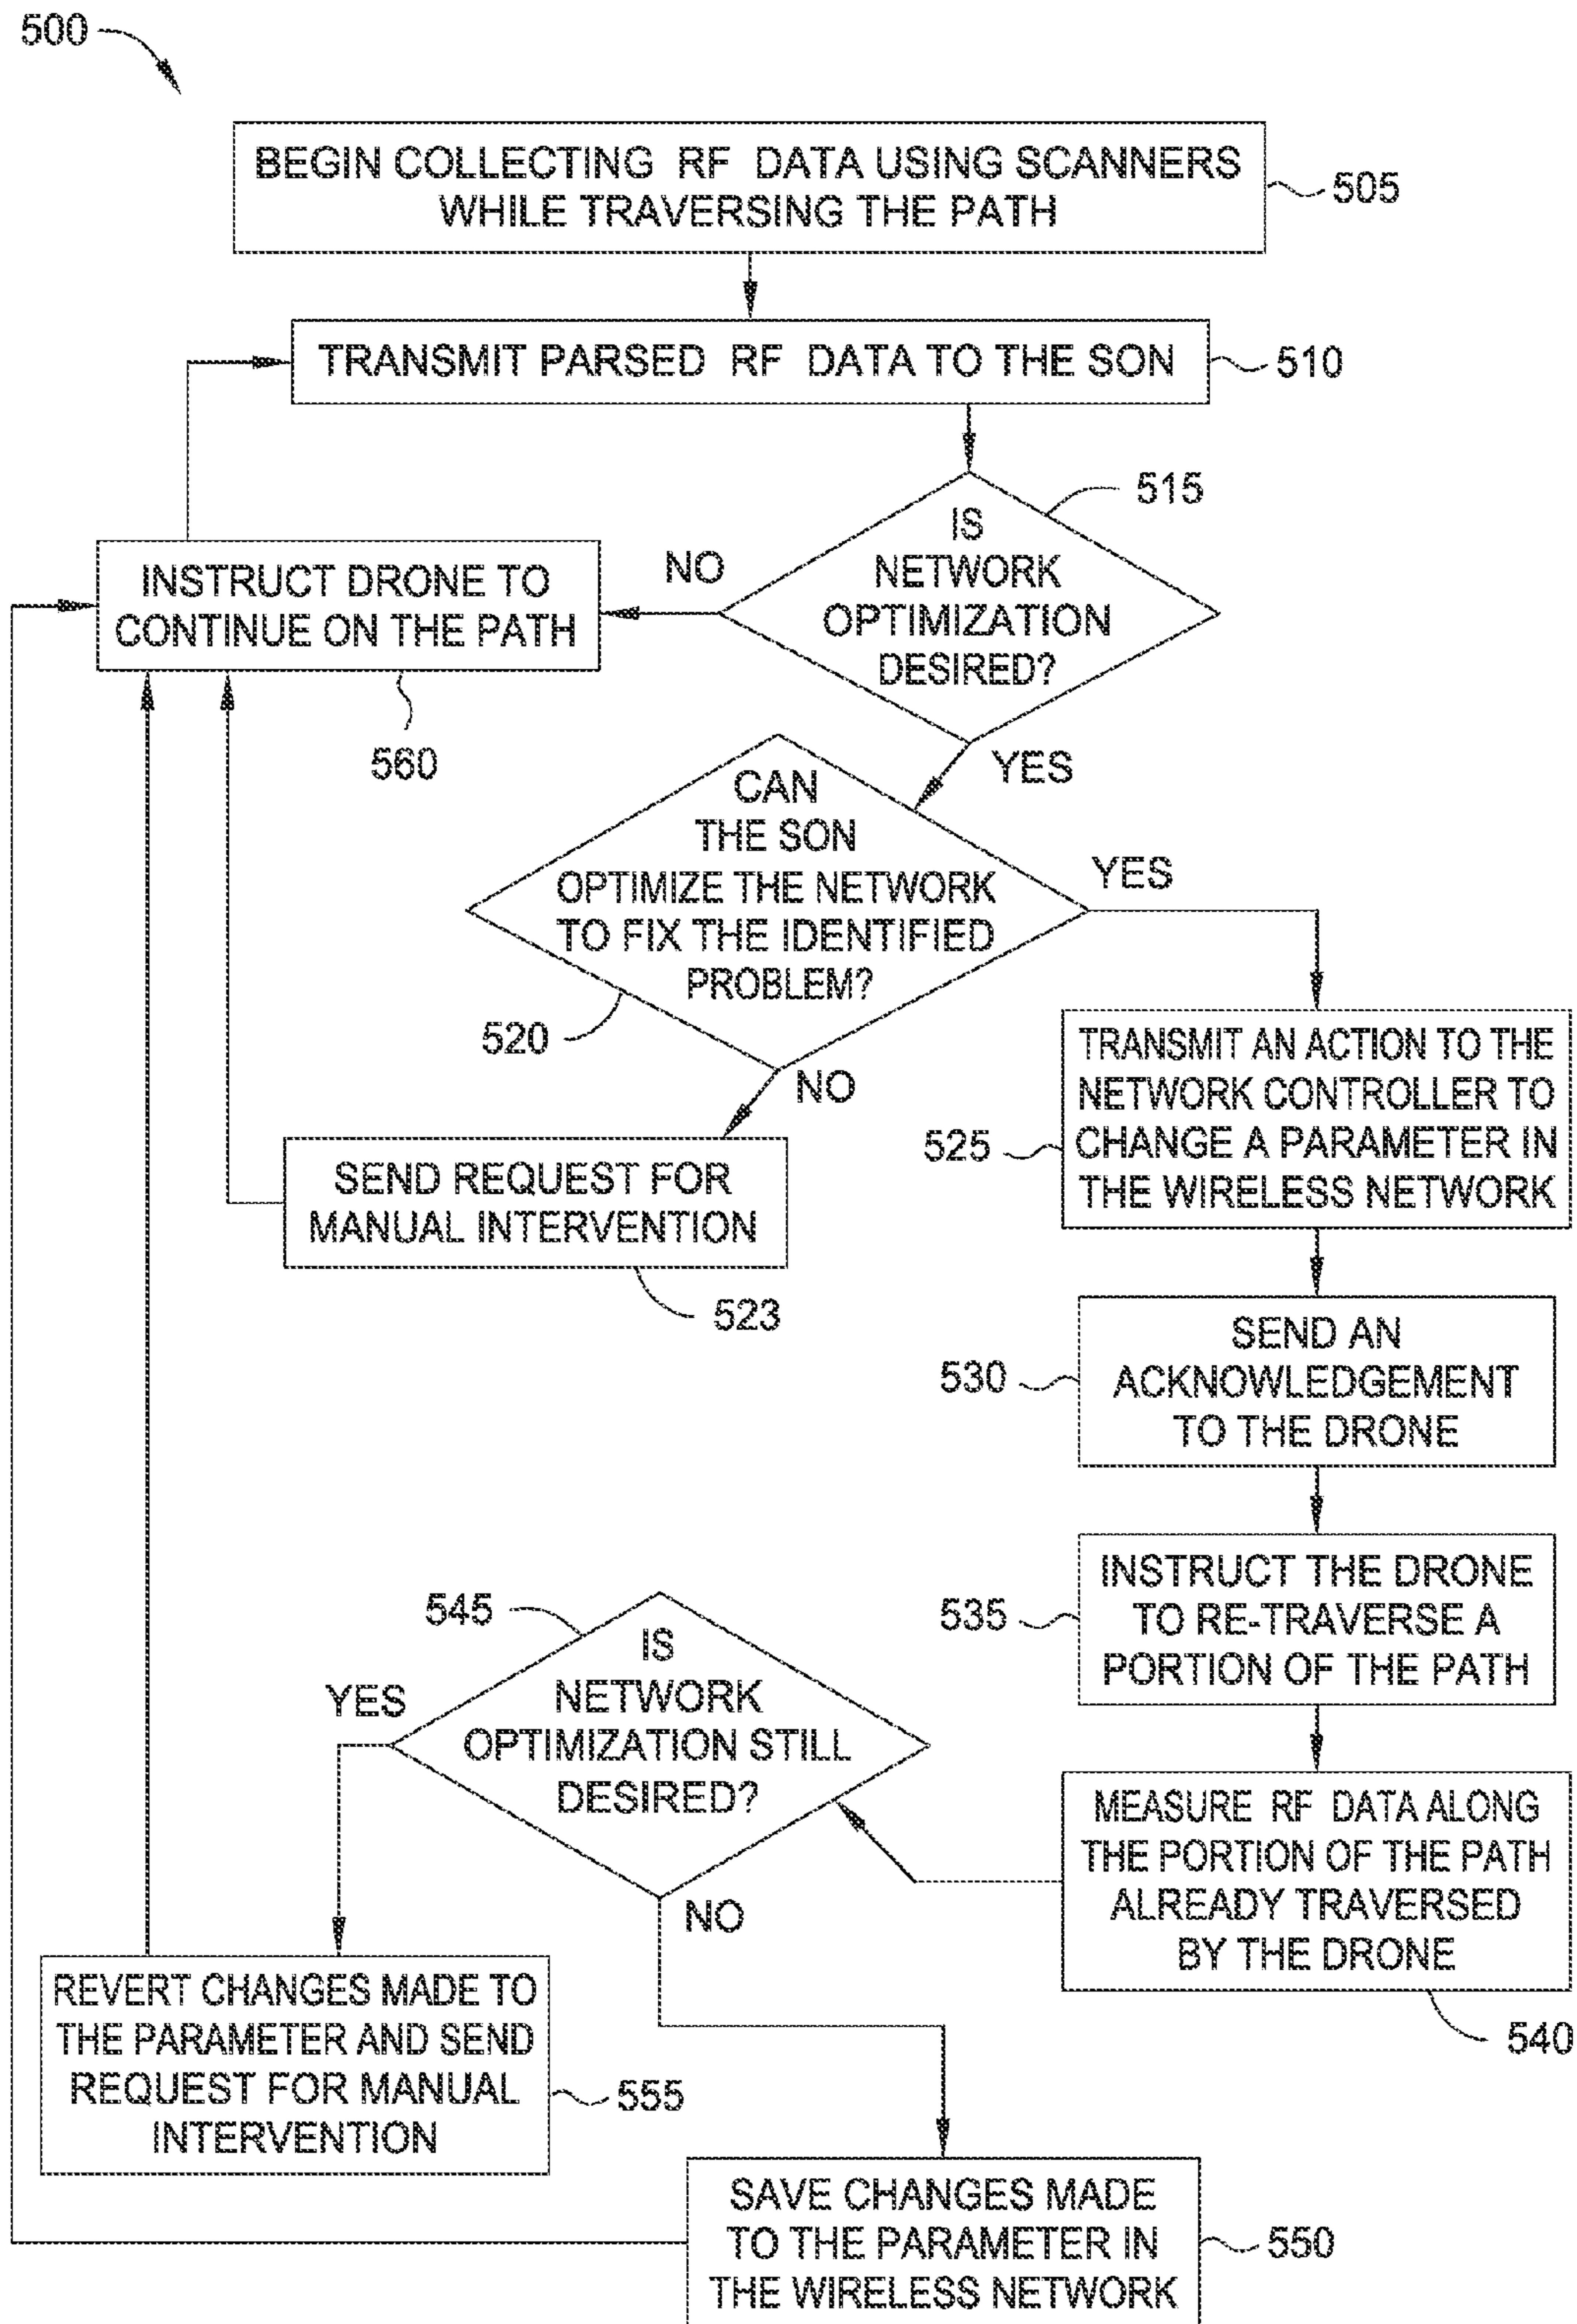 500
BEGIN COLLECTING RF DATA USING SCANNERS
WHILE TRAVERSING THE PATH
505
TRANSMIT PARSED RF DATA TO THE SON
510
515
IS
NETWORK
OPTIMIZATION
DESIRED?
NO
YES
INSTRUCT DRONE TO
CONTINUE ON THE PATH
560
CAN
THE SON
OPTIMIZE THE NETWORK
TO FIX THE IDENTIFIED
PROBLEM?
520
YES
NO
SEND REQUEST FOR
MANUAL INTERVENTION
523
TRANSMIT AN ACTION TO THE
NETWORK CONTROLLER TO
CHANGE A PARAMETER IN
THE WIRELESS NETWORK
525
SEND AN
ACKNOWLEDGEMENT
TO THE DRONE
530
INSTRUCT THE DRONE
TO RE-TRAVERSE A
PORTION OF THE PATH
535
MEASURE RF DATA ALONG
THE PORTION OF THE PATH
ALREADY TRAVERSED
BY THE DRONE
540
545
IS
NETWORK
OPTIMIZATION STILL
DESIRED?
YES
NO
REVERT CHANGES MADE TO
THE PARAMETER AND SEND
REQUEST FOR MANUAL
INTERVENTION
555
SAVE CHANGES MADE
TO THE PARAMETER IN
THE WIRELESS NETWORK
550